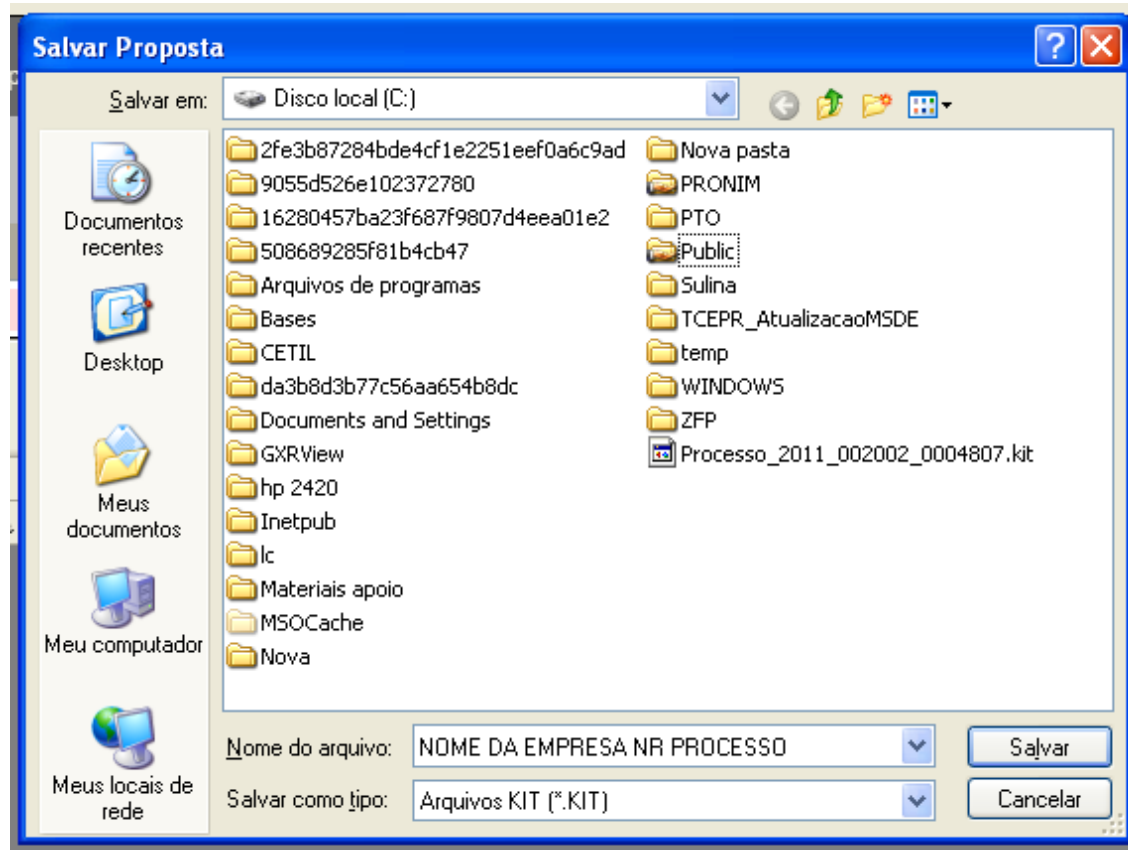 Salvar Proposta
Salvar em:
Disco local (C:)
Documentos
recentes
Desktop
Meus
documentos
Meu computador
Meus locais de
rede
2fe3b87284bde4cf1e2251eef0a6c9ad
9055d526e102372780
16280457ba23f687f9807d4eea01e2
508689285f81b4cb47
Arquivos de programas
Bases
CETIL
da3b8d3b77c56aa654b8dc
Documents and Settings
GXRView
hp 2420
Inetpub
lc
Materiais apoio
MSOCache
Nova
Nova pasta
PRONIM
PTO
Public
Sulina
TCEPR_AtualizacaoMSDE
temp
WINDOWS
ZFP
Processo_2011_002002_0004807.kit
Nome do arquivo:
NOME DA EMPRESA NR PROCESSO
Salvar
Salvar como tipo:
Arquivos KIT (*.KIT)
Cancelar